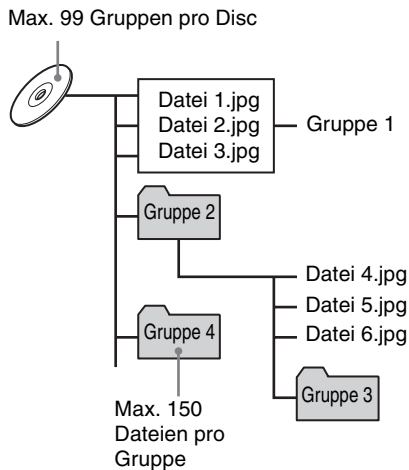 Max. 99 Gruppen pro Disc
Datei 1.jpg
Datei 2.jpg
Datei 3.jpg
Gruppe 1
Gruppe 2
Datei 4.jpg
Datei 5.jpg
Datei 6.jpg
Gruppe 4
Gruppe 3
Max. 150
Dateien pro
Gruppe